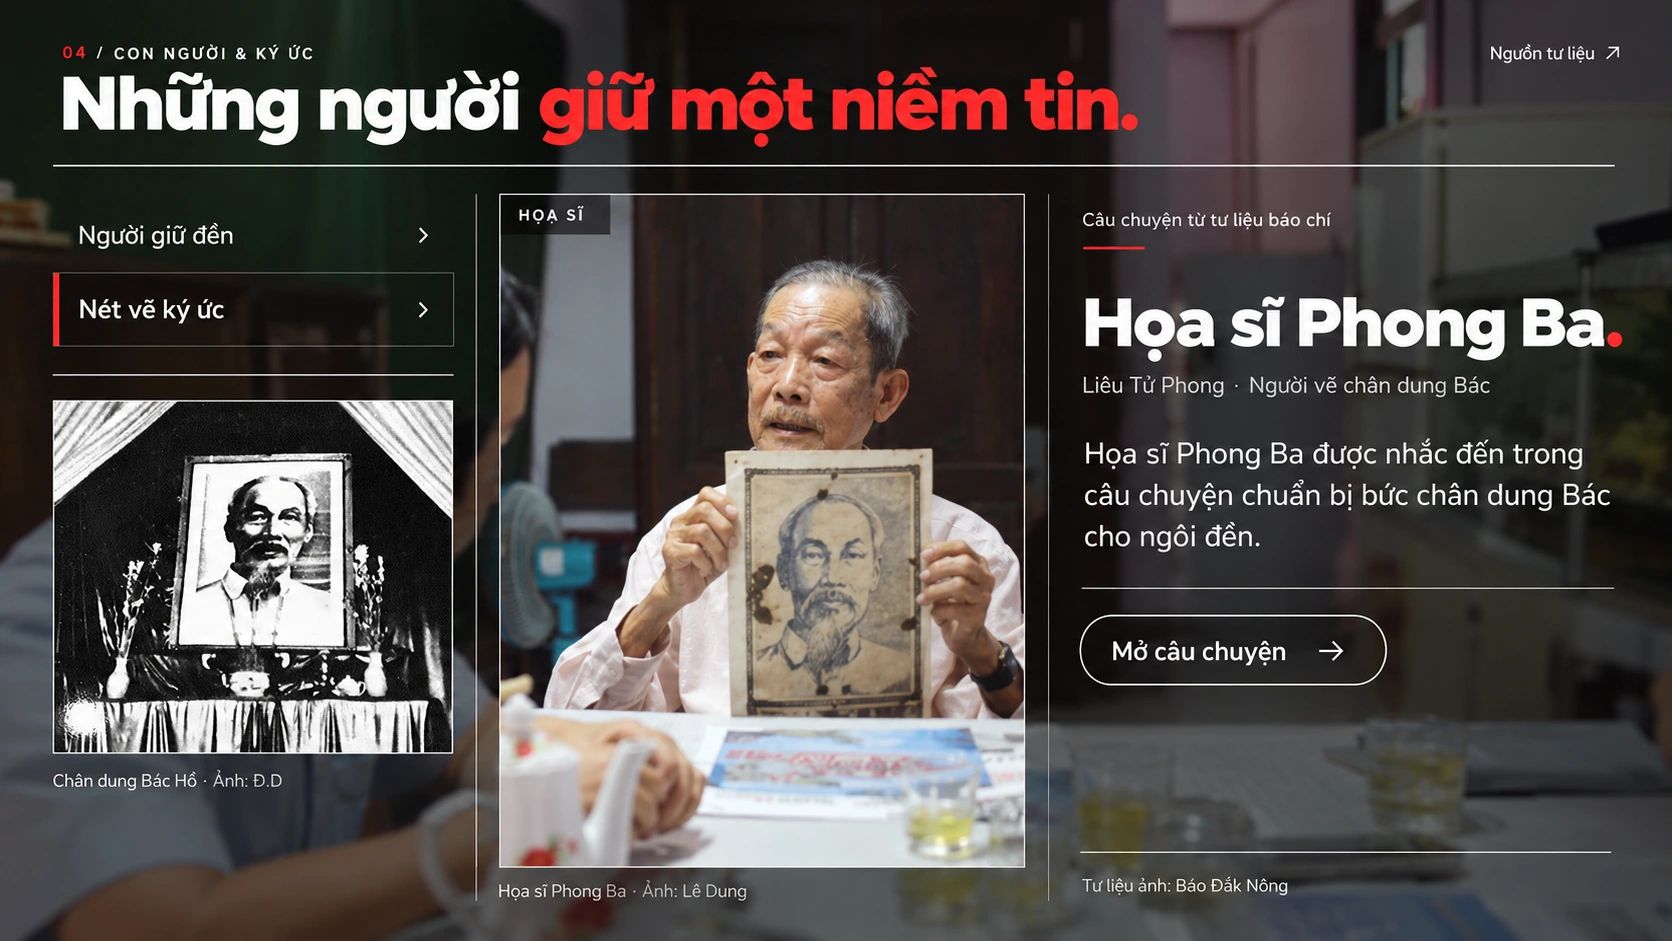 04 / CON NGƯỜI & KÝ ỨC
Nguồn tư liệu
Những người giữ một niềm tin.
Người giữ đền
Nét vẽ ký ức
Chân dung Bác Hồ · Ảnh: Đ.D
HỌA SĨ
Họa sĩ Phong Ba · Ảnh: Lê Dung
Câu chuyện từ tư liệu báo chí
Họa sĩ Phong Ba.
Liêu Tử Phong · Người vẽ chân dung Bác
Họa sĩ Phong Ba được nhắc đến trong
câu chuyện chuẩn bị bức chân dung Bác
cho ngôi đền.
Mở câu chuyện
Tư liệu ảnh: Báo Đắk Nông